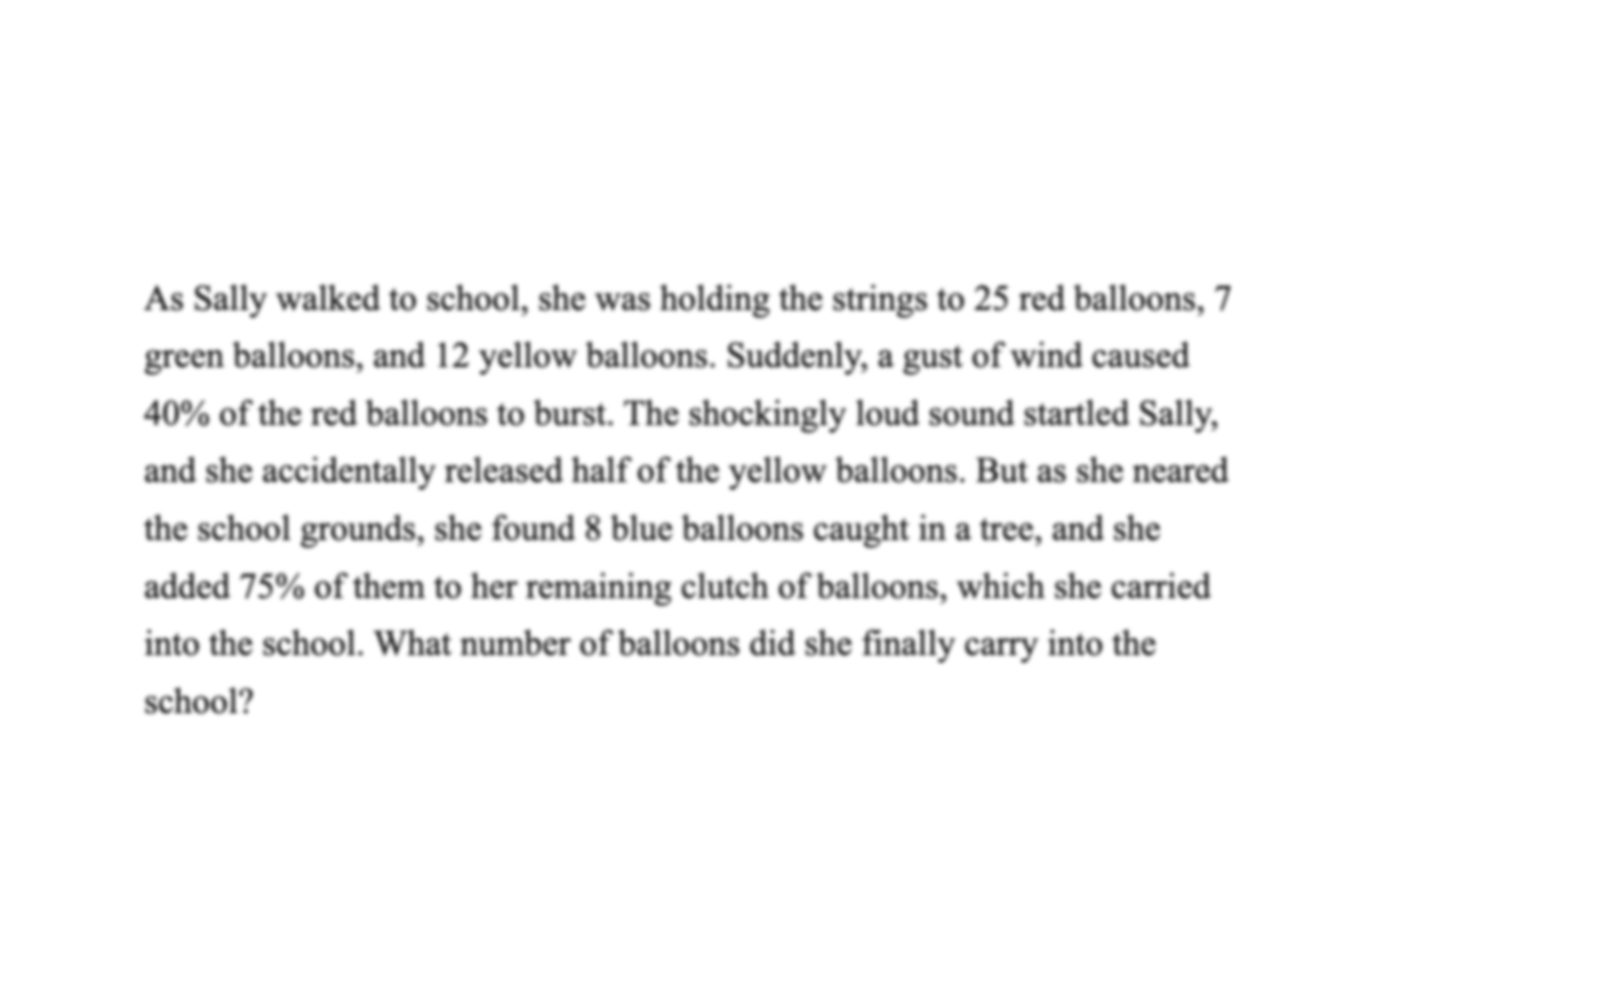 As Sally walked to school, she was holding the strings to 25 red balloons, 7
green balloons, and 12 yellow balloons. Suddenly, a gust of wind caused
40% of the red balloons to burst. The shockingly loud sound startled Sally,
and she accidentally released half of the yellow balloons. But as she neared
the school grounds, she found 8 blue balloons caught in a tree, and she
added 75% of them to her remaining clutch of balloons, which she carried
into the school. What number of balloons did she finally carry into the
school?